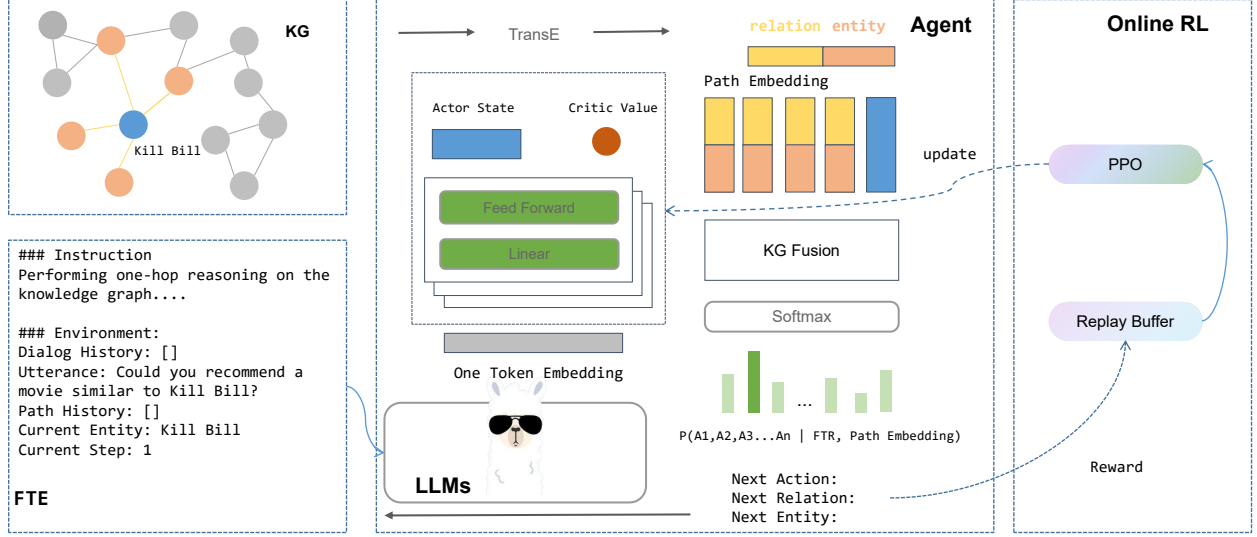 KG
Kill Bill
### Instruction
Performing one-hop reasoning on the
knowledge graph....
### Environment:
Dialog History: []
Utterance: Could you recommend a
movie similar to Kill Bill?
Path History: []
Current Entity: Kill Bill
Current Step: 1
FTE
TransE
Actor State
Critic Value
Feed Forward
Linear
One Token Embedding
LLMs
Agent
relation entity
Path Embedding
KG Fusion
Softmax
...
P(A1,A2,A3...An | FTR, Path Embedding)
Next Action:
Next Relation:
Next Entity:
Online RL
update
PPO
Replay Buffer
Reward